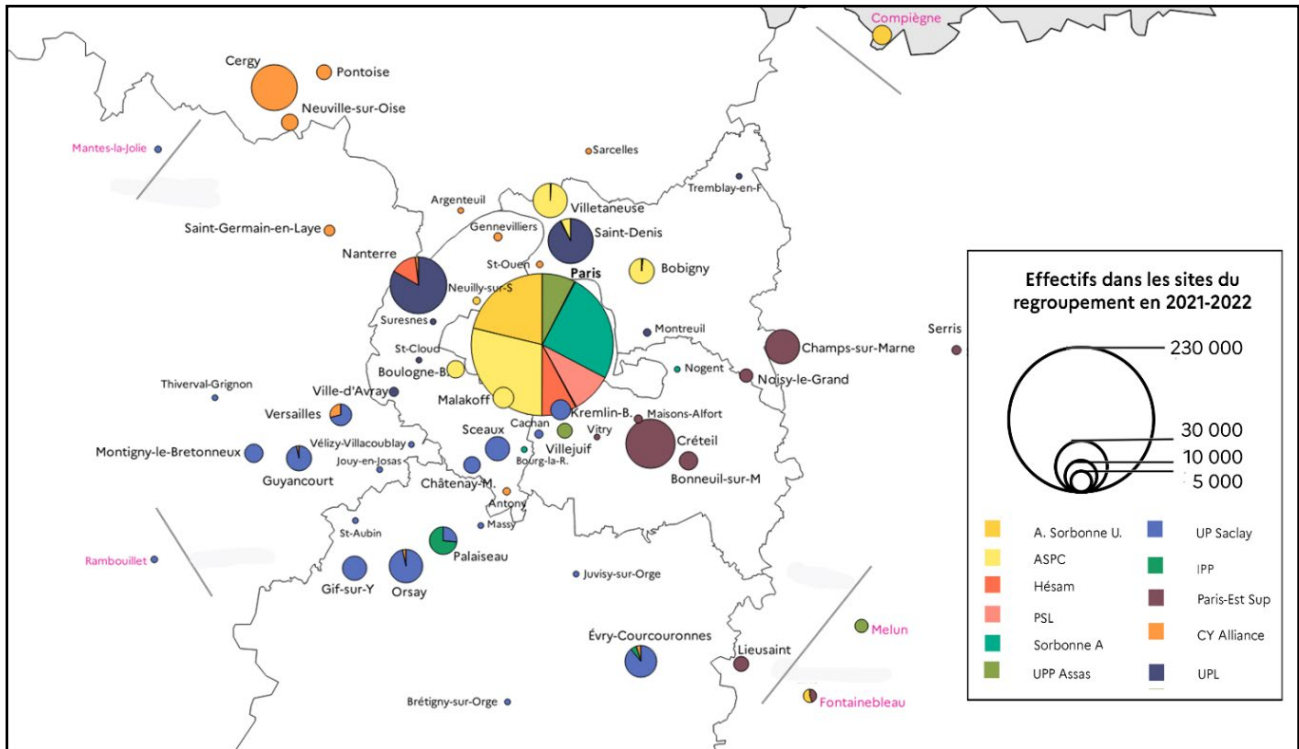 Compiègne
Cergy
Pontoise
Neuville-sur-Oise
Mantes-la-Jolie
Sarcelles
Tremblay-en-F
Argenteuil
Villetaneuse
Saint-Germain-en-Laye
Gennevilliers
Saint-Denis
Nanterre
St-Ouen
Paris
Bobigny
Neuilly-sur-S
Suresnes
Montreuil
St-Cloud
Champs-sur-Marne
Serris
Boulogne-B.
Nogent
Noisy-le-Grand
Thiverval-Grignon
Ville-d'Avray
Malakoff
Versailles
Kremlin-B.
Maisons-Alfort
Cachan
Vitry
Vélizy-Villacoublay
Sceaux
Villejuif
Créteil
Montigny-le-Bretonneux
Bourg-la-R.
Jouy-en-Josas
Guyancourt
Châtenay-M.
Bonneuil-sur-M
Antony
St-Aubin
Massy
Palaiseau
Rambouillet
Gif-sur-Y
Orsay
Juvisy-sur-Orge
Melun
Évry-Courcouronnes
Lieusaint
Brétigny-sur-Orge
Fontainebleau
Effectifs dans les sites du
regroupement en 2021-2022
230 000
30 000
10 000
5 000
A. Sorbonne U.
ASPC
Hésam
PSL
Sorbonne A
UPP Assas
UP Saclay
IPP
Paris-Est Sup
CY Alliance
UPL